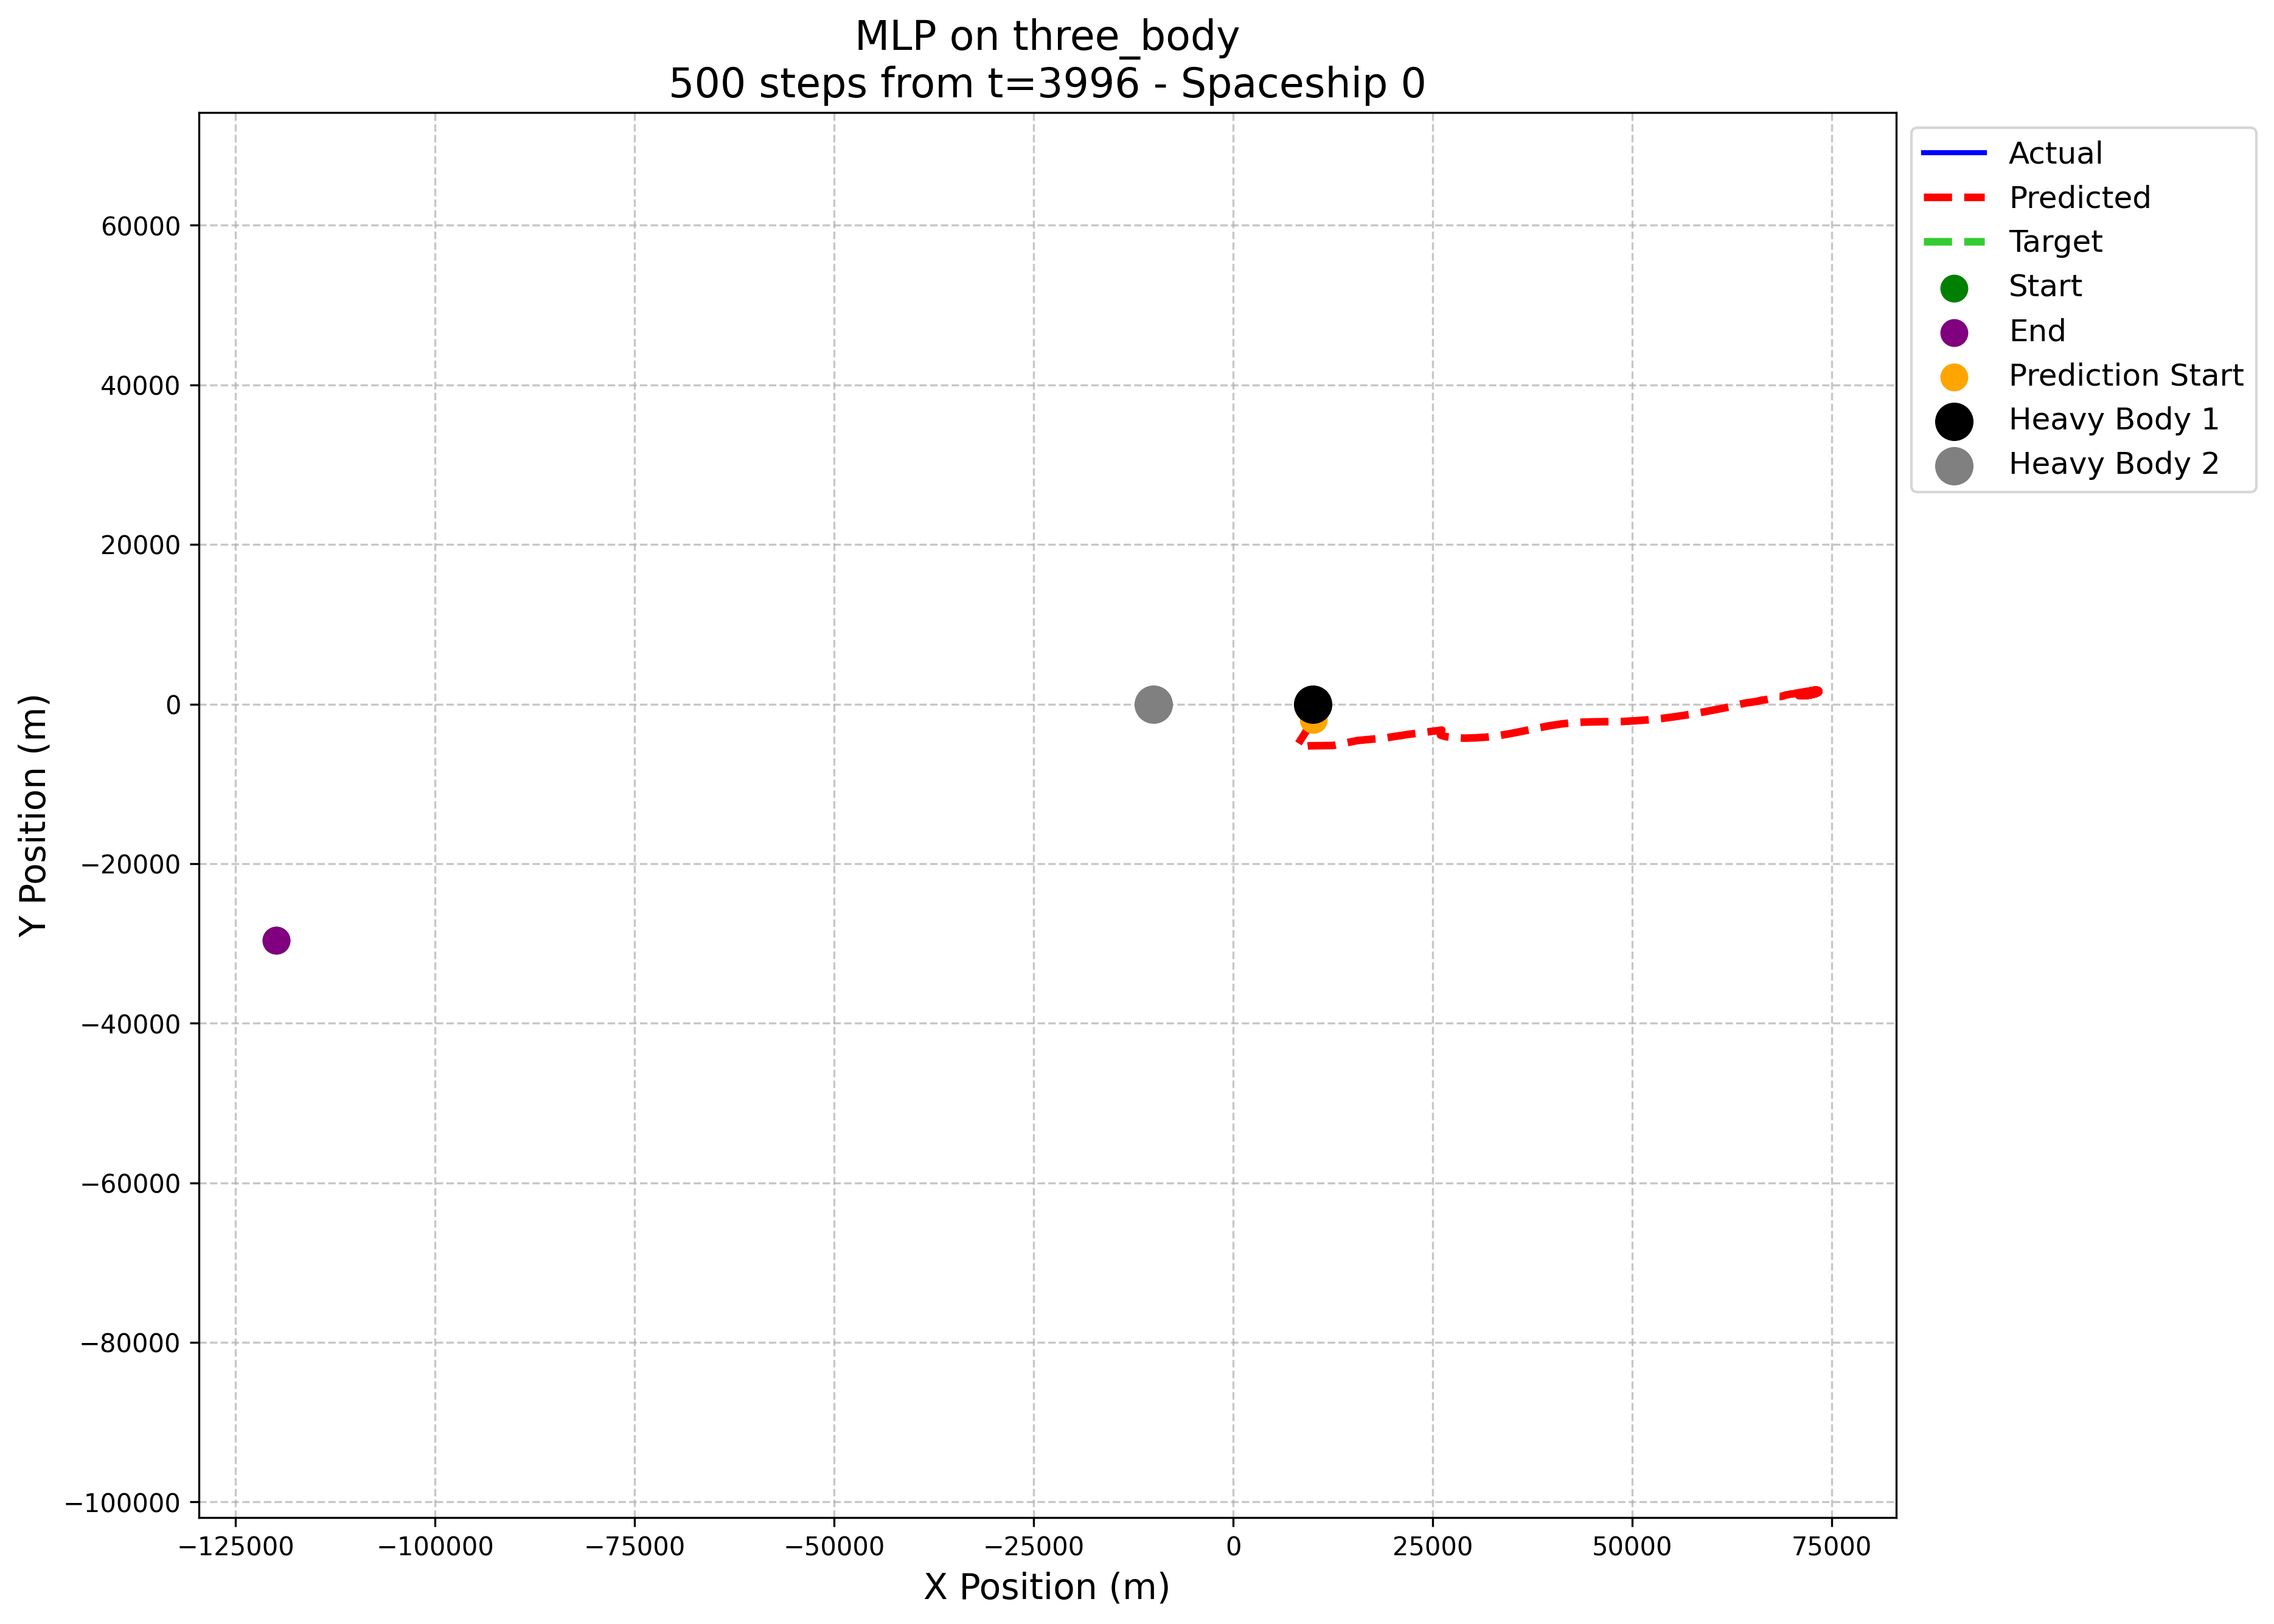 MLP on three_body
500 steps from t=3996 - Spaceship 0
Actual
Predicted
Target
Start
End
Prediction Start
Heavy Body 1
Heavy Body 2
Y Position (m)
60000
40000
20000
0
−20000
−40000
−60000
−80000
−100000
−125000
−100000
−75000
−50000
−25000
0
25000
50000
75000
X Position (m)